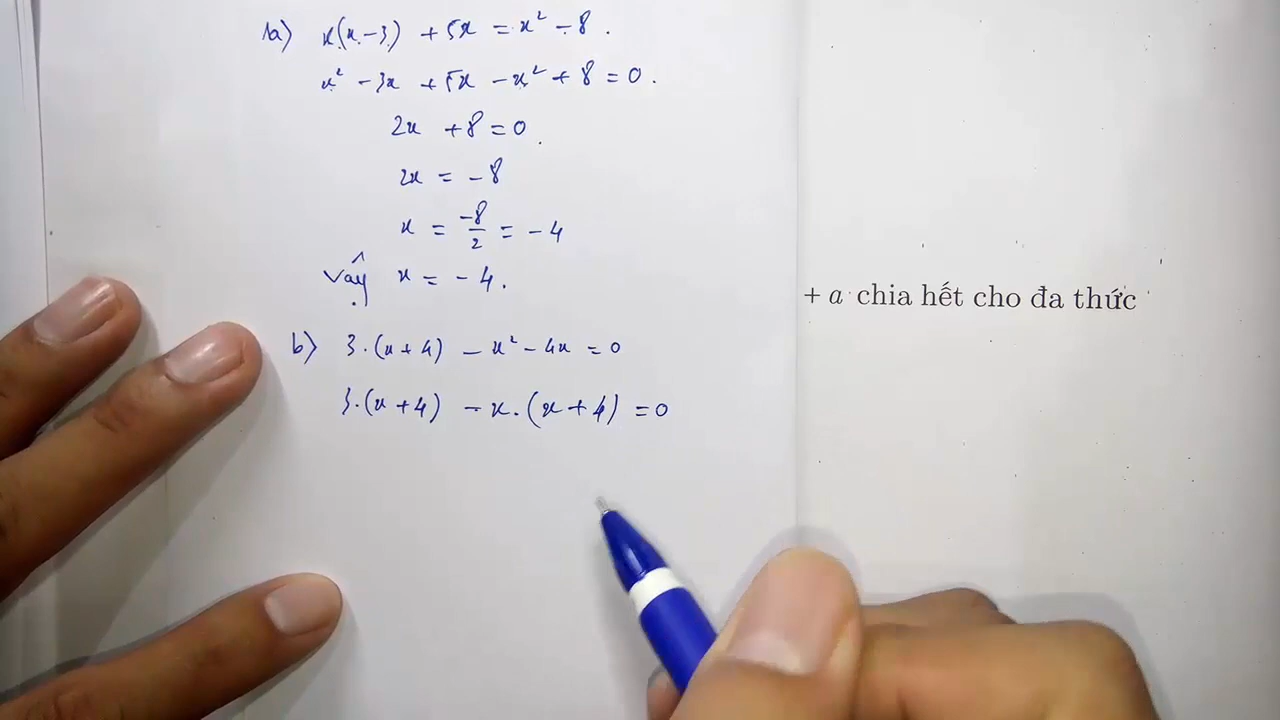 1a) x(x-3) + 5x = x² - 8.
x² - 3x + 5x - x² + 8 = 0.
2x + 8 = 0.
2x = -8
x = -8/2 = -4
Vậy x = -4.
+ a chia hết cho đa thức
b) 3.(x+4) - x² - 4x = 0
3.(x+4) - x.(x+4) = 0